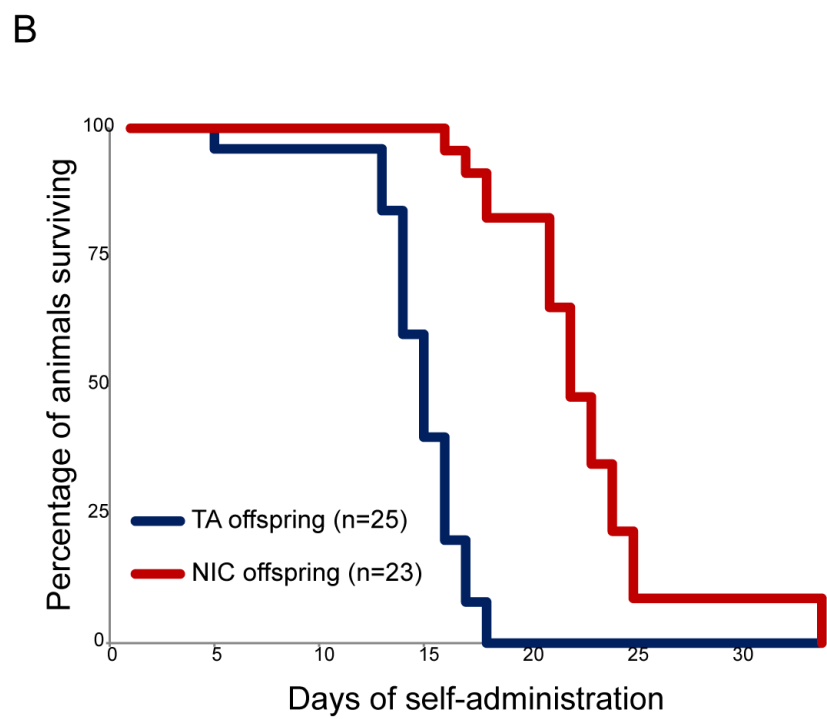 B
Percentage of animals surviving
100
75
50
25
0
TA offspring (n=25)
NIC offspring (n=23)
0 5 10 15 20 25 30
Days of self-administration